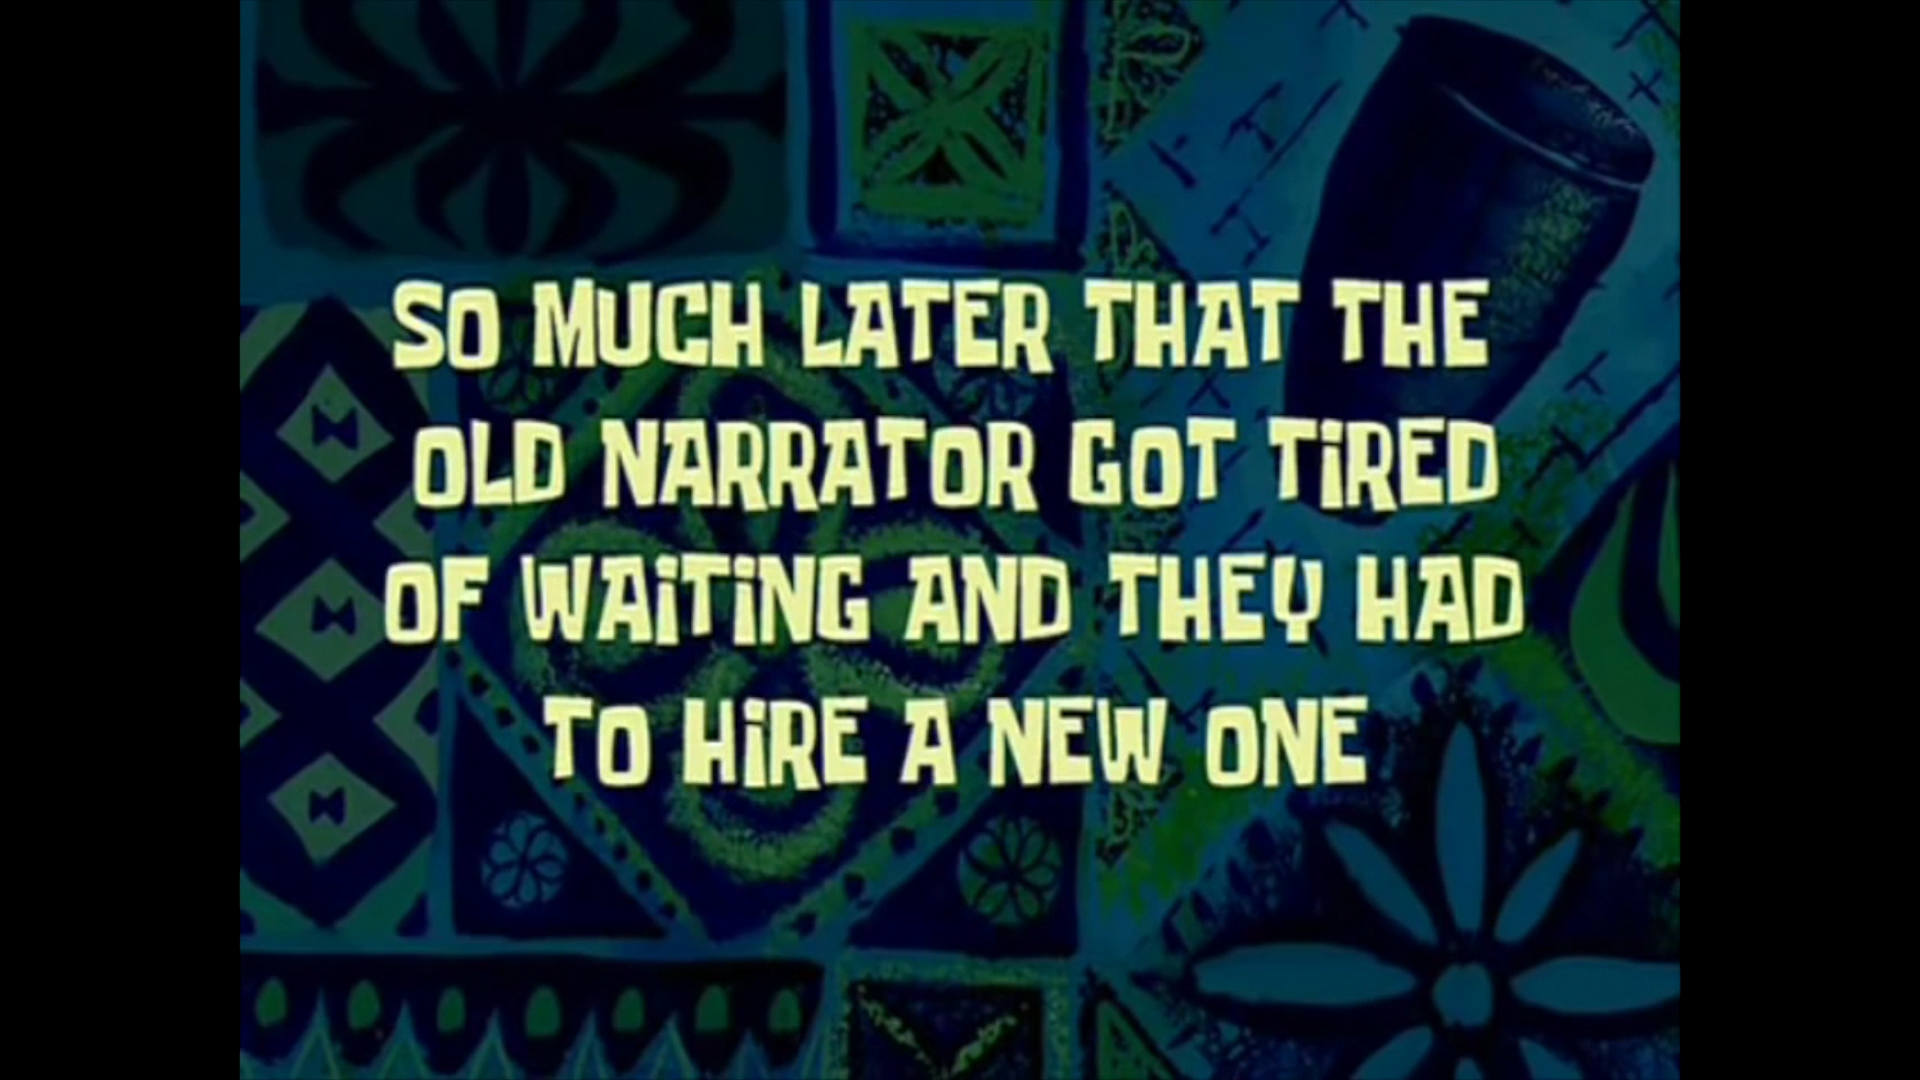 SO MUCH LATER THAT THE
OLD NARRATOR GOT TiRED
OF WAiTiNG AND THEY HAD
TO HiRE A NEW ONE